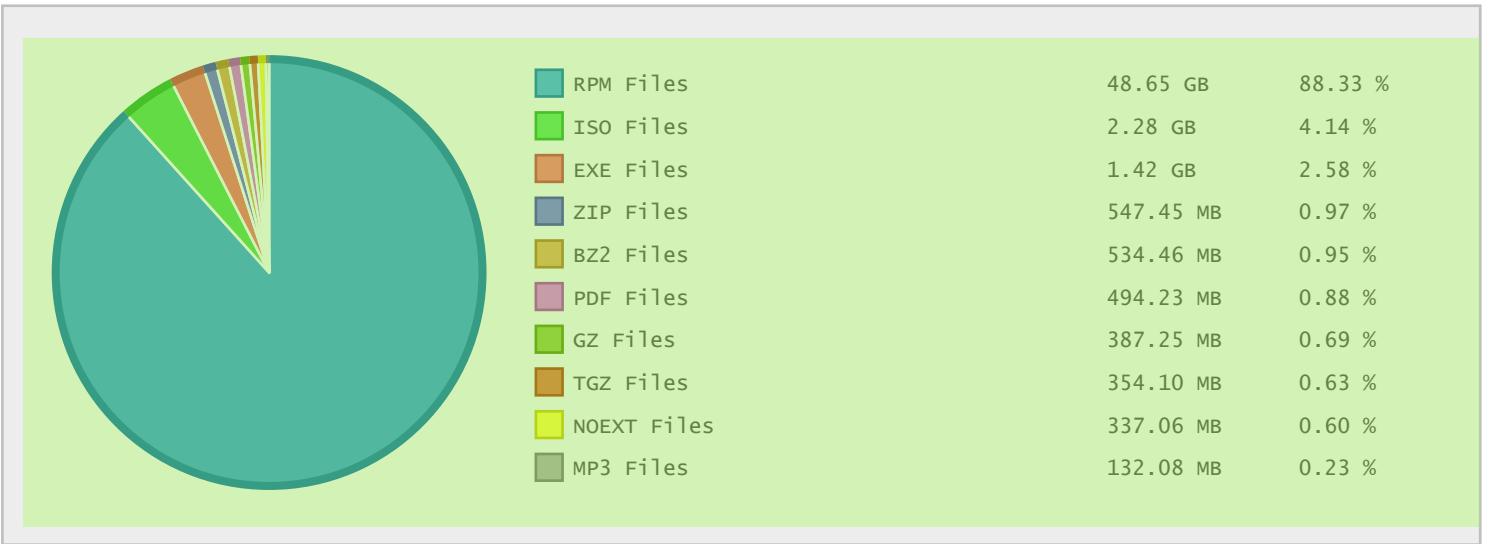 RPM Files 48.65 GB 88.33 %
ISO Files 2.28 GB 4.14 %
EXE Files 1.42 GB 2.58 %
ZIP Files 547.45 MB 0.97 %
BZ2 Files 534.46 MB 0.95 %
PDF Files 494.23 MB 0.88 %
GZ Files 387.25 MB 0.69 %
TGZ Files 354.10 MB 0.63 %
NOEXT Files 337.06 MB 0.60 %
MP3 Files 132.08 MB 0.23 %